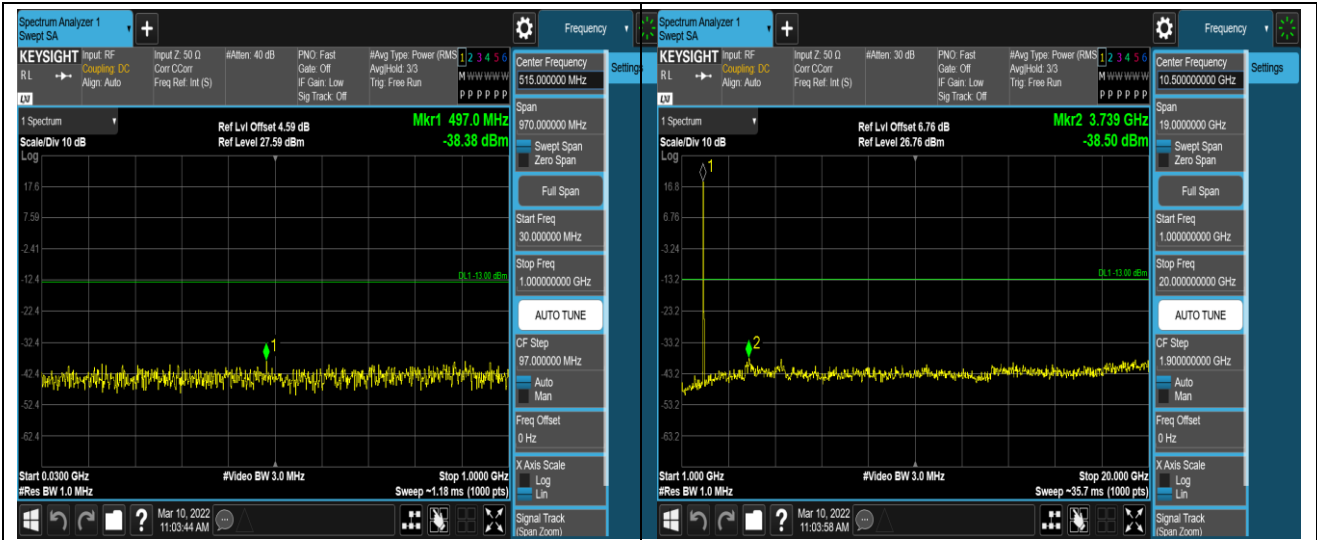 Spectrum Analyzer 1
Swept SA
Frequency
KEYSIGHT
RL
Input: RF
Coupling: DC
Align: Auto
Input Z: 50 Ω
Corr CCorr
Freq Ref: Int (S)
#Atten: 40 dB
PNO: Fast
Gate: Off
IF Gain: Low
Sig Track: Off
#Avg Type: Power (RMS
Avg|Hold: 3/3
Trig: Free Run
1 2 3 4 5 6
M W W W W W
P P P P P P
Center Frequency
515.000000 MHz
Settings
Span
970.000000 MHz
Swept Span
Zero Span
Full Span
Start Freq
30.000000 MHz
Stop Freq
1.000000000 GHz
AUTO TUNE
CF Step
97.000000 MHz
Auto
Man
Freq Offset
0 Hz
X Axis Scale
Log
Lin
Signal Track
(Span Zoom)
1 Spectrum
Scale/Div 10 dB
Log
Ref Lvl Offset 4.59 dB
Ref Level 27.59 dBm
Mkr1 497.0 MHz
-38.38 dBm
17.6
7.59
-2.41
DL1 -13.00 dBm
-12.4
-22.4
-32.4
1
-42.4
-52.4
-62.4
Start 0.0300 GHz
#Res BW 1.0 MHz
#Video BW 3.0 MHz
Stop 1.0000 GHz
Sweep ~1.18 ms (1000 pts)
?
Mar 10, 2022
11:03:44 AM
Spectrum Analyzer 1
Swept SA
Frequency
KEYSIGHT
RL
Input: RF
Coupling: DC
Align: Auto
Input Z: 50 Ω
Corr CCorr
Freq Ref: Int (S)
#Atten: 30 dB
PNO: Fast
Gate: Off
IF Gain: Low
Sig Track: Off
#Avg Type: Power (RMS
Avg|Hold: 3/3
Trig: Free Run
1 2 3 4 5 6
M W W W W W
P P P P P P
Center Frequency
10.500000000 GHz
Settings
Span
19.0000000 GHz
Swept Span
Zero Span
Full Span
Start Freq
1.000000000 GHz
Stop Freq
20.000000000 GHz
AUTO TUNE
CF Step
1.900000000 GHz
Auto
Man
Freq Offset
0 Hz
X Axis Scale
Log
Lin
Signal Track
(Span Zoom)
1 Spectrum
Scale/Div 10 dB
Log
Ref Lvl Offset 6.76 dB
Ref Level 26.76 dBm
Mkr2 3.739 GHz
-38.50 dBm
1
16.8
6.76
-3.24
DL1 -13.00 dBm
-13.2
-23.2
-33.2
2
-43.2
-53.2
-63.2
Start 1.000 GHz
#Res BW 1.0 MHz
#Video BW 3.0 MHz
Stop 20.000 GHz
Sweep ~35.7 ms (1000 pts)
?
Mar 10, 2022
11:03:58 AM